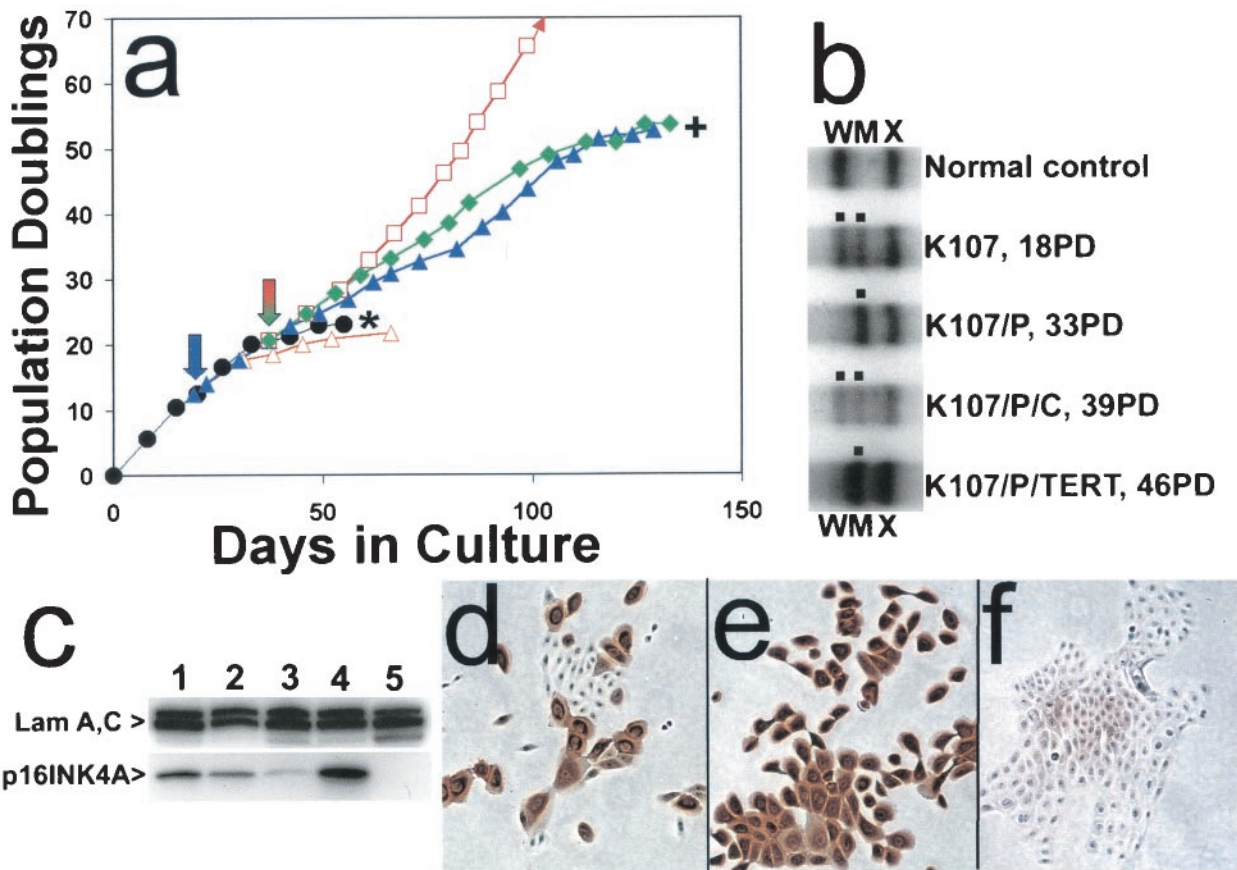 a
Population Doublings
70
60
50
40
30
20
10
0
+
*
0
50
100
150
Days in Culture
b
WM X
Normal control
K107, 18PD
K107/P, 33PD
K107/P/C, 39PD
K107/P/TERT, 46PD
WM X
c
1 2 3 4 5
Lam A,C >
p16INK4A>
d
e
f